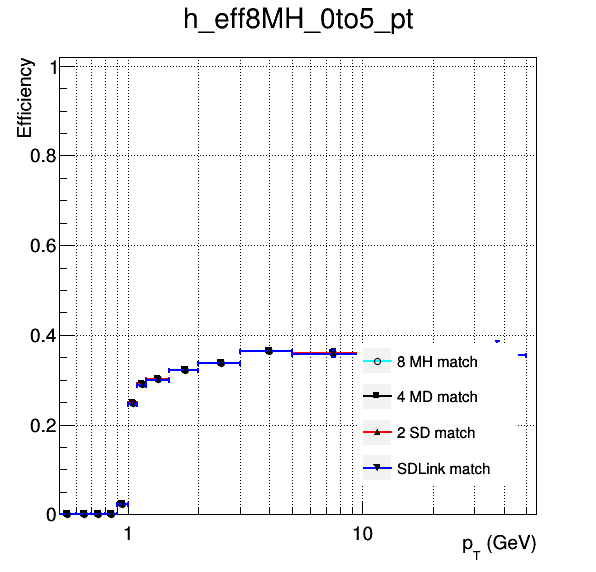 h_eff8MH_0to5_pt
Efficiency
1
0.8
0.6
0.4
0.2
0
8 MH match
4 MD match
2 SD match
SDLink match
1
10
p_T (GeV)